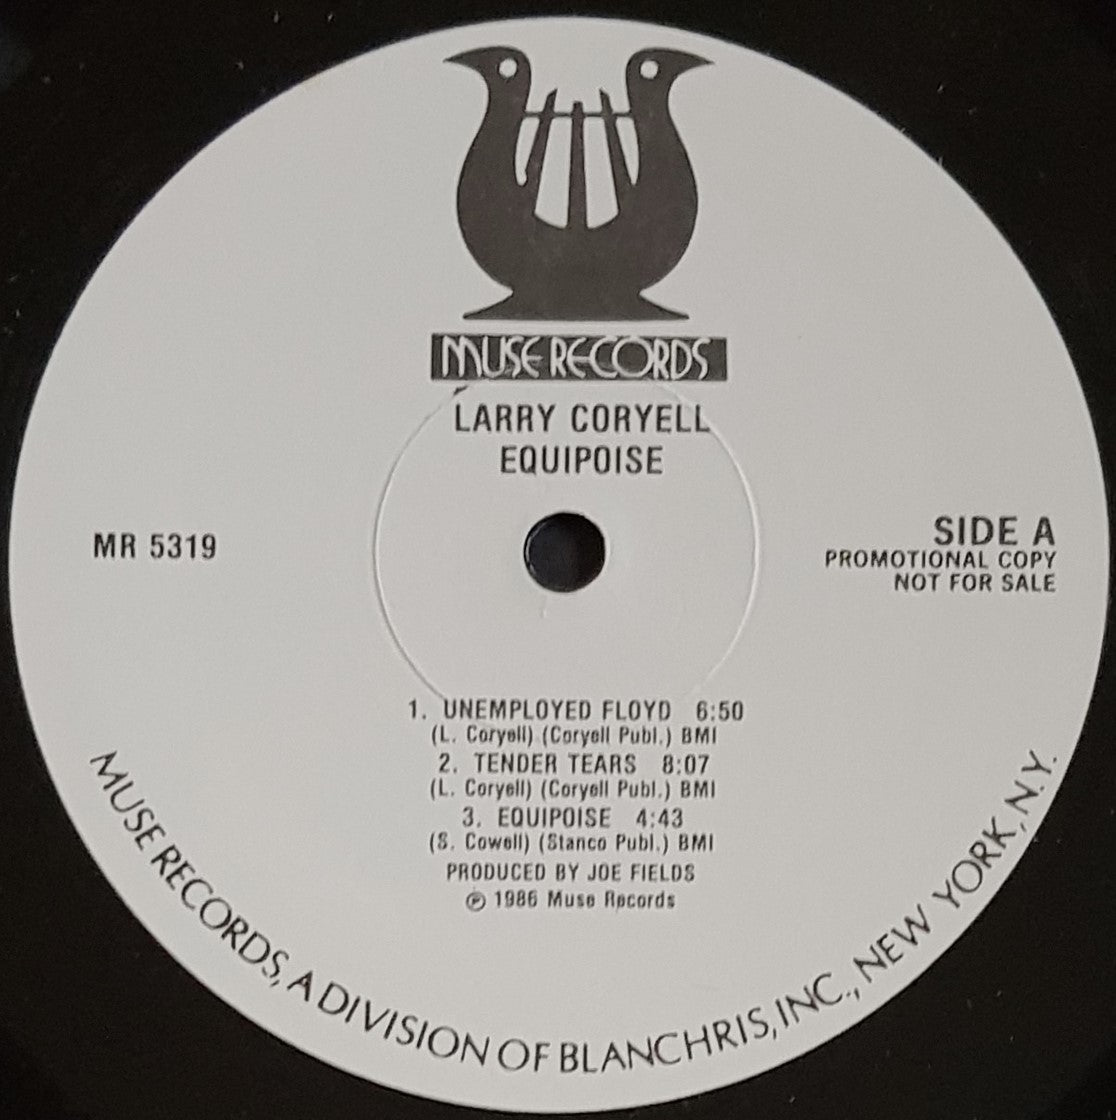 MUSE RECORDS
LARRY CORYELL
EQUIPOISE
MR 5319
SIDE A
PROMOTIONAL COPY
NOT FOR SALE
1. UNEMPLOYED FLOYD 6:50
(L. Coryell) (Coryell Publ.) BMI
2. TENDER TEARS 8:07
(L. Coryell) (Coryell Publ.) BMI
3. EQUIPOISE 4:43
(S. Cowell) (Stanco Publ.) BMI
PRODUCED BY JOE FIELDS
℗ 1986 Muse Records
MUSE RECORDS, A DIVISION OF BLANCHRIS, INC., NEW YORK, N.Y.